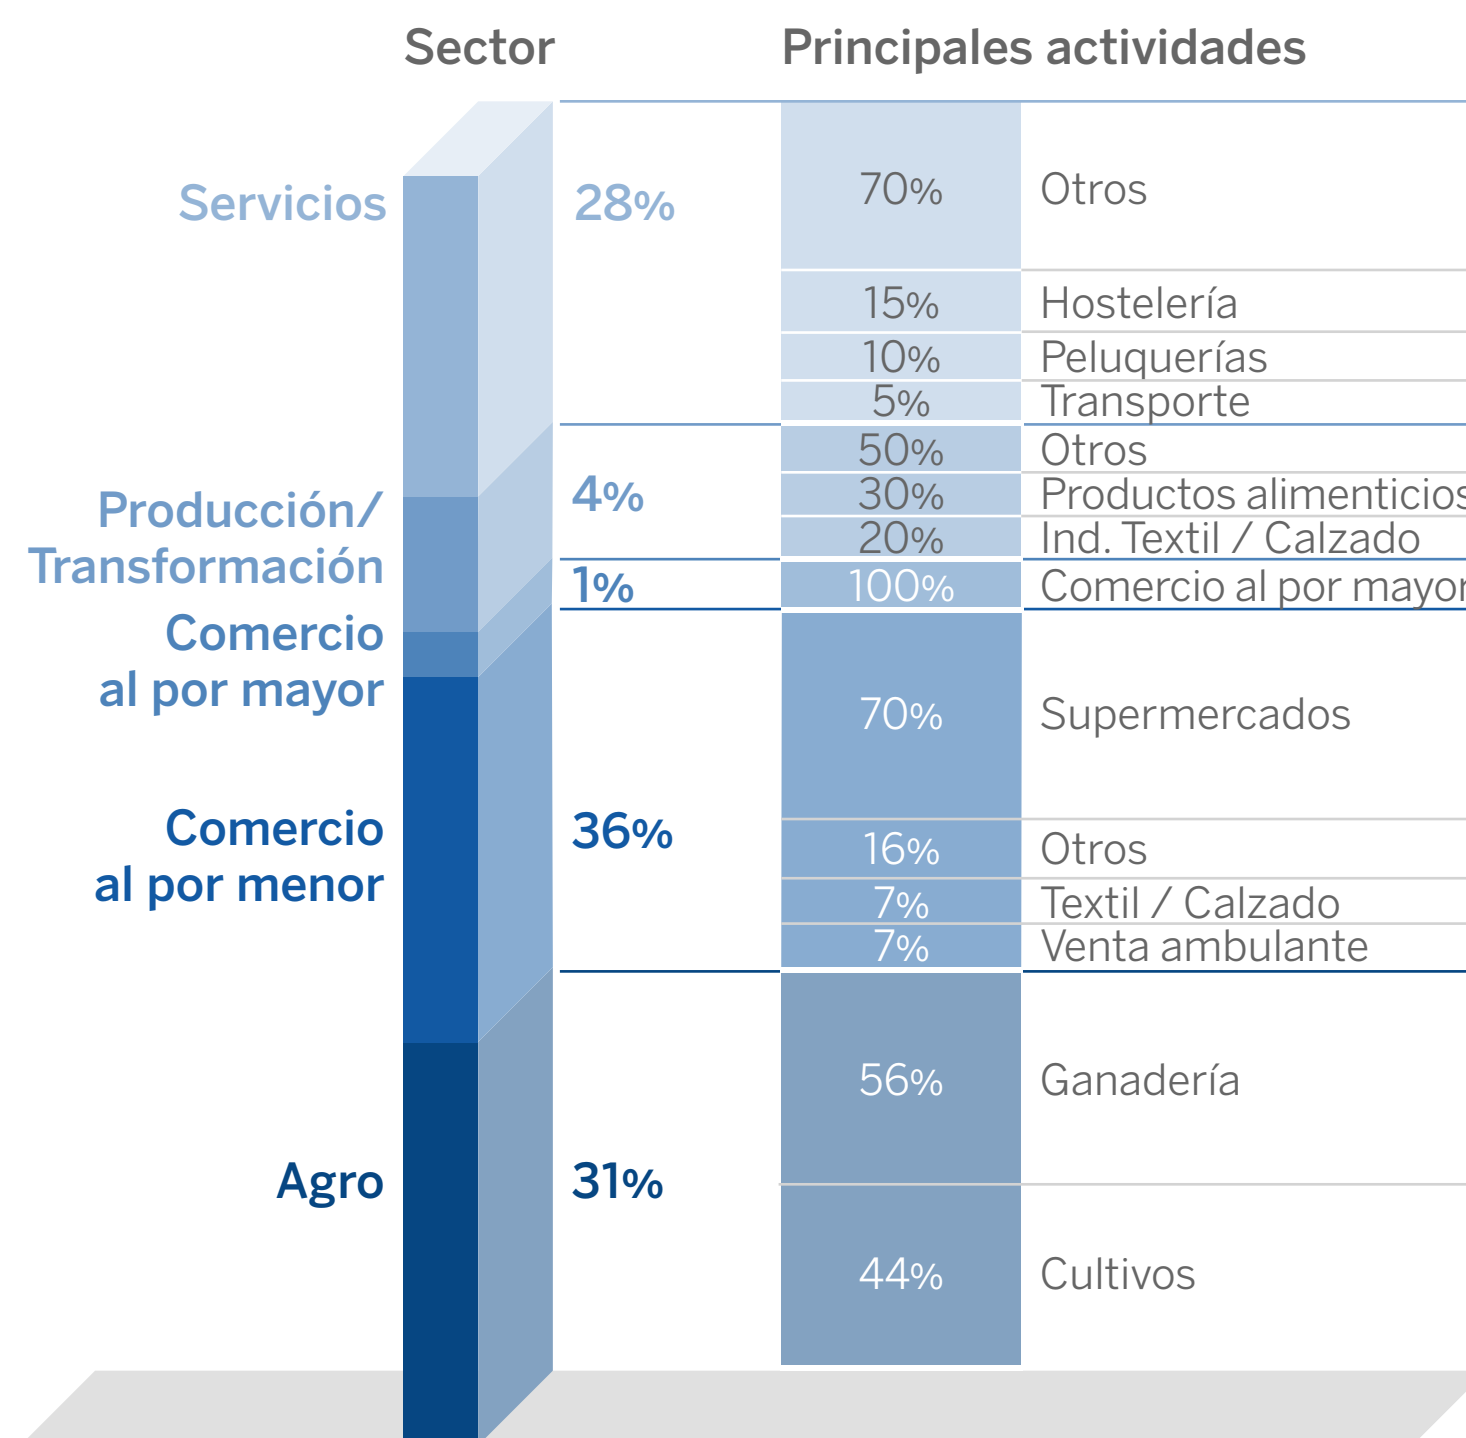 Sector Principales actividades
Servicios 28% 70% Otros
15% Hostelería
10% Peluquerías
5% Transporte
Producción/
Transformación 4% 50% Otros
30% Productos alimenticios
20% Ind. Textil / Calzado
Comercio
al por mayor 1% 100% Comercio al por mayor
Comercio
al por menor 36% 70% Supermercados
16% Otros
7% Textil / Calzado
7% Venta ambulante
Agro 31% 56% Ganadería
44% Cultivos